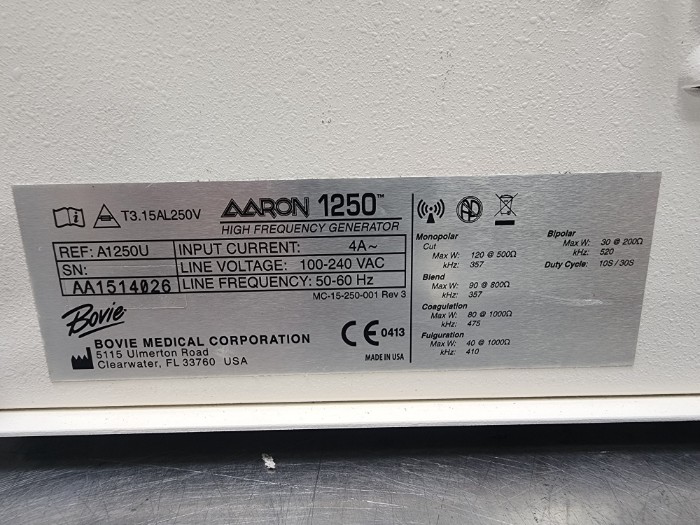 T3.15AL250V
AARON 1250™
HIGH FREQUENCY GENERATOR
REF: A1250U
INPUT CURRENT: 4A~
SN:
AA1514026
LINE VOLTAGE: 100-240 VAC
LINE FREQUENCY: 50-60 Hz
MC-15-250-001 Rev 3
Bovie
BOVIE MEDICAL CORPORATION
5115 Ulmerton Road
Clearwater, FL 33760 USA
CE 0413
MADE IN USA
Monopolar
Cut
Max W: 120 @ 500Ω
kHz: 357
Blend
Max W: 90 @ 800Ω
kHz: 357
Coagulation
Max W: 80 @ 1000Ω
kHz: 475
Fulguration
Max W: 40 @ 1000Ω
kHz: 410
Bipolar
Max W: 30 @ 200Ω
kHz: 520
Duty Cycle: 10S / 30S